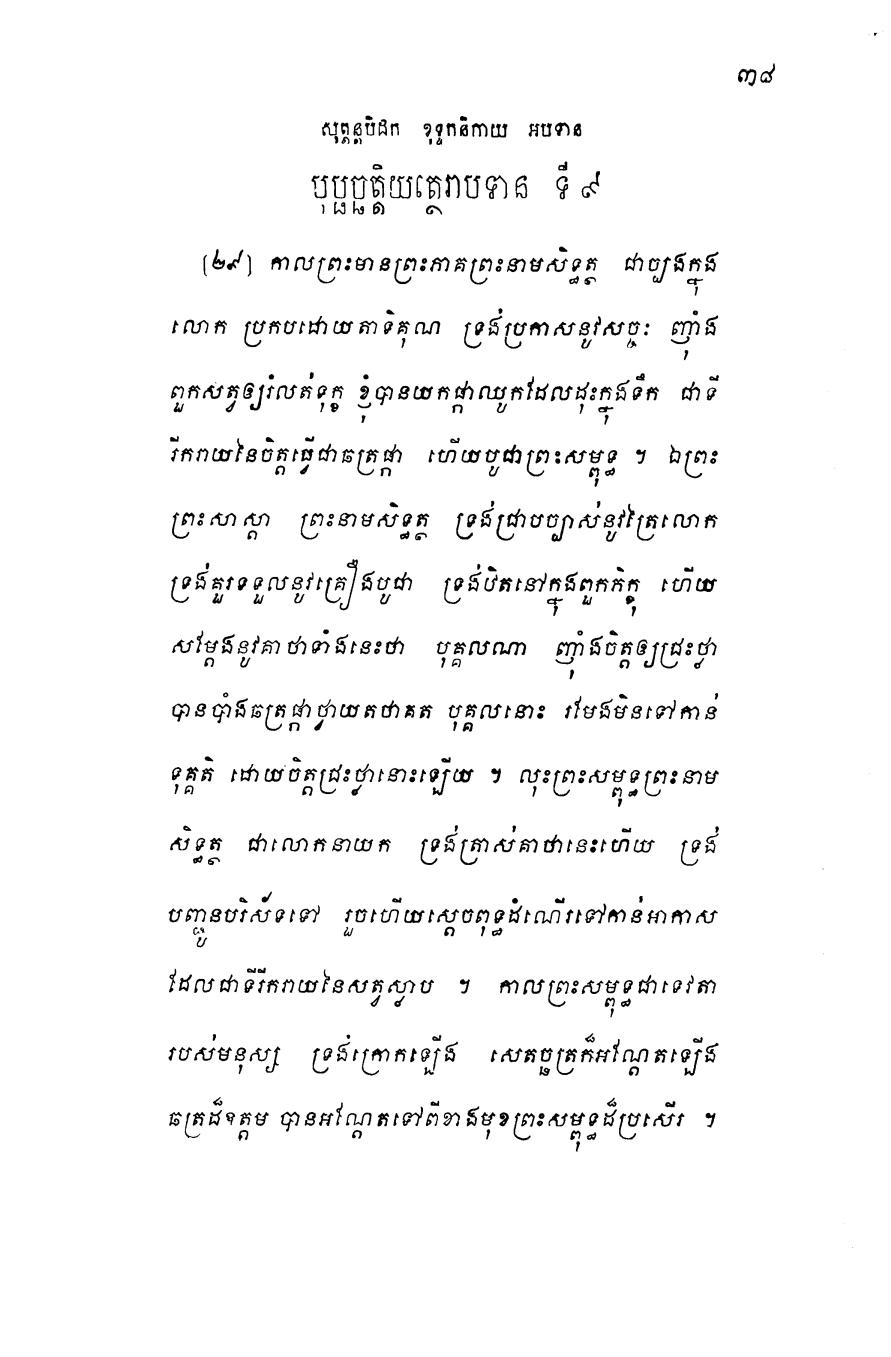 ៣៨
សុត្តន្តបិដក ខុទ្ទកនិកាយ អបទាន
បុប្ផច្ឆត្តិយត្ថេរាបទាន ទី ៩
[២៩] កាលព្រះមានព្រះភាគព្រះនាមសិទ្ធត្ថ ជាច្បងក្នុង
លោក ប្រកបដោយតាទិគុណ ទ្រង់ប្រកាសនូវសច្ចៈ ញុំាង
ពួកសត្វឲ្យរំលត់ទុក្ខ ខ្ញុំបានយកផ្កាឈូកដែលដុះក្នុងទឹក ជាទី
រីករាយនៃចិត្តធ្វើជាឆត្រផ្កា ហើយបូជាព្រះសម្ពុទ្ធ ។ ឯព្រះ
ព្រះសាស្តា ព្រះនាមសិទ្ធត្ថ ទ្រង់ជ្រាបច្បាស់នូវត្រៃលោក
ទ្រង់គួរទទួលនូវគ្រឿងបូជា ទ្រង់ឋិតនៅក្នុងពួកភិក្ខុ ហើយ
សម្តែងនូវគាថាទាំងនេះថា បុគ្គលណា ញុំាងចិត្តឲ្យជ្រះថ្លា
បានបាំងឆត្រផ្កាថ្វាយតថាគត បុគ្គលនោះ រមែងមិនទៅកាន់
ទុគ្គតិ ដោយចិត្តជ្រះថ្លានោះឡើយ ។ លុះព្រះសម្ពុទ្ធព្រះនាម
សិទ្ធត្ថ ជាលោកនាយក ទ្រង់ត្រាស់គាថានេះហើយ ទ្រង់
បញ្ជូនបរិស័ទទៅ រួចហើយស្តេចពុទ្ធដំណើរទៅកាន់អាកាស
ដែលជាទីរីករាយនៃសត្វស្លាប ។ កាលព្រះសម្ពុទ្ធជាទេវតា
របស់មនុស្ស ទ្រង់ក្រោកឡើង សេតច្ឆត្រក៏អណ្តែតឡើង
ឆត្រដ៏ឧត្តម បានអណ្តែតទៅពីខាងមុខព្រះសម្ពុទ្ធដ៏ប្រសើរ ។